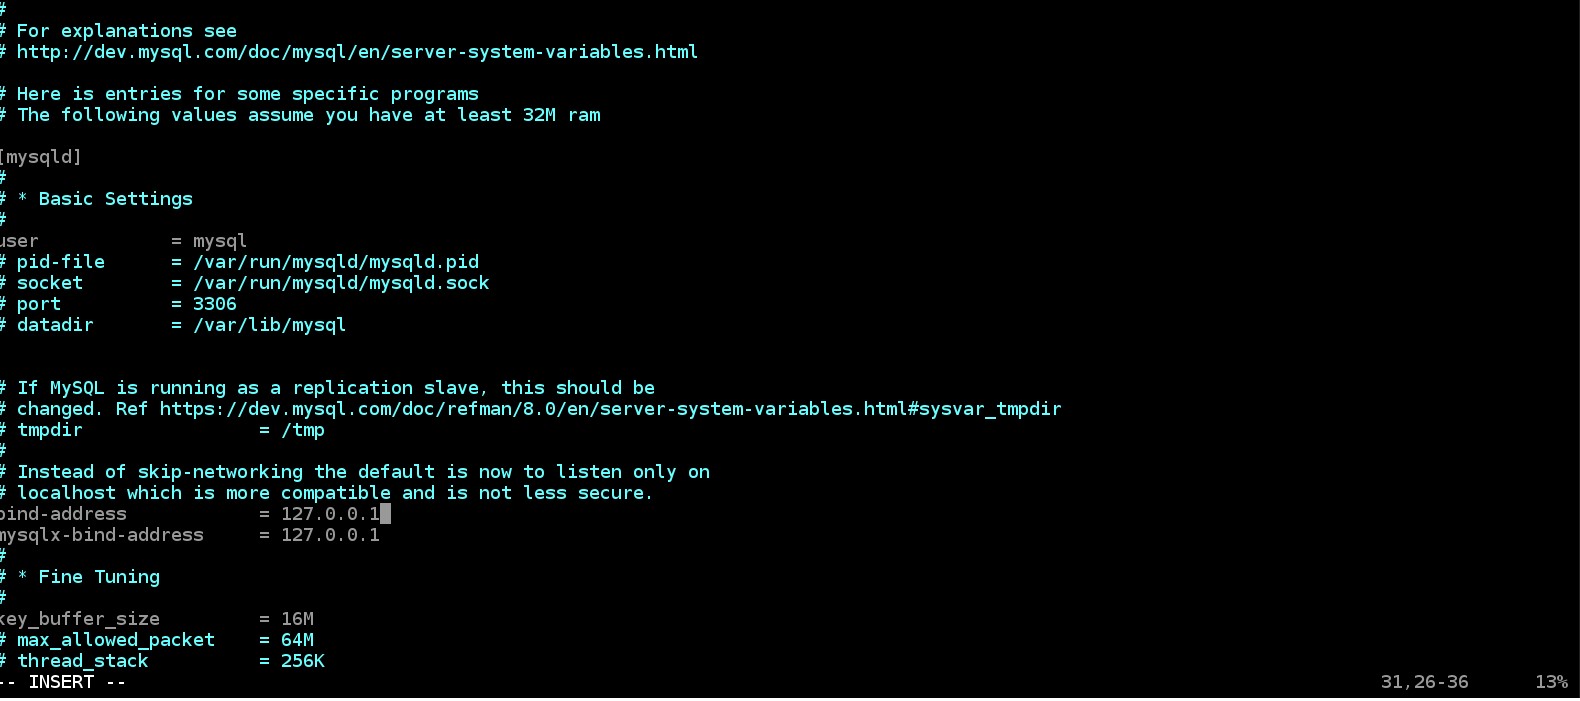 #
# For explanations see
# http://dev.mysql.com/doc/mysql/en/server-system-variables.html
# Here is entries for some specific programs
# The following values assume you have at least 32M ram
[mysqld]
#
# * Basic Settings
#
user = mysql
# pid-file = /var/run/mysqld/mysqld.pid
# socket = /var/run/mysqld/mysqld.sock
# port = 3306
# datadir = /var/lib/mysql
# If MySQL is running as a replication slave, this should be
# changed. Ref https://dev.mysql.com/doc/refman/8.0/en/server-system-variables.html#sysvar_tmpdir
# tmpdir = /tmp
#
# Instead of skip-networking the default is now to listen only on
# localhost which is more compatible and is not less secure.
bind-address = 127.0.0.1
mysqlx-bind-address = 127.0.0.1
#
# * Fine Tuning
#
key_buffer_size = 16M
# max_allowed_packet = 64M
# thread_stack = 256K
-- INSERT -- 31,26-36 13%